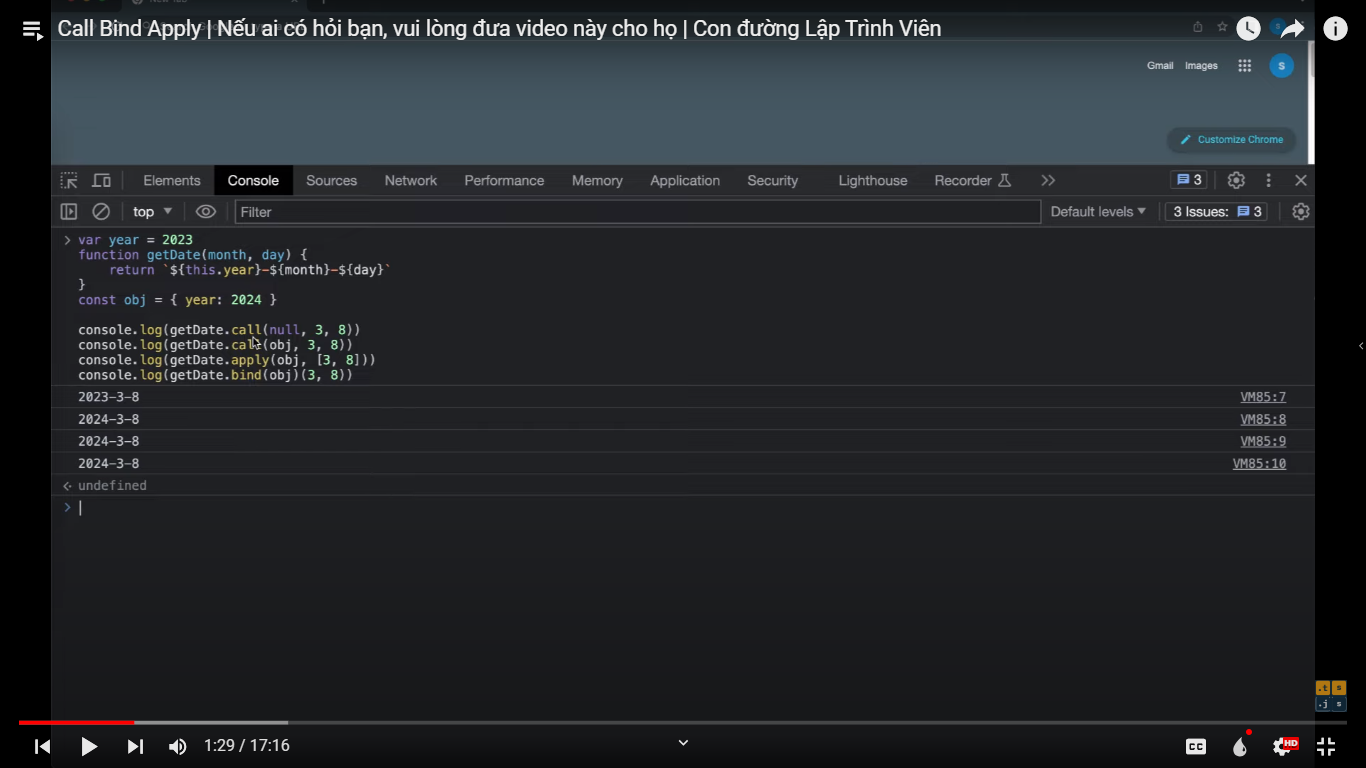 Call Bind Apply | Nếu ai có hỏi bạn, vui lòng đưa video này cho họ | Con đường Lập Trình Viên
Gmail Images S
Customize Chrome
Elements Console Sources Network Performance Memory Application Security Lighthouse Recorder 3
top Filter Default levels 3 Issues: 3
var year = 2023
function getDate(month, day) {
    return `${this.year}-${month}-${day}`
}
const obj = { year: 2024 }
console.log(getDate.call(null, 3, 8))
console.log(getDate.call(obj, 3, 8))
console.log(getDate.apply(obj, [3, 8]))
console.log(getDate.bind(obj)(3, 8))
2023-3-8 VM85:7
2024-3-8 VM85:8
2024-3-8 VM85:9
2024-3-8 VM85:10
undefined
.t s
.j s
1:29 / 17:16 CC HD